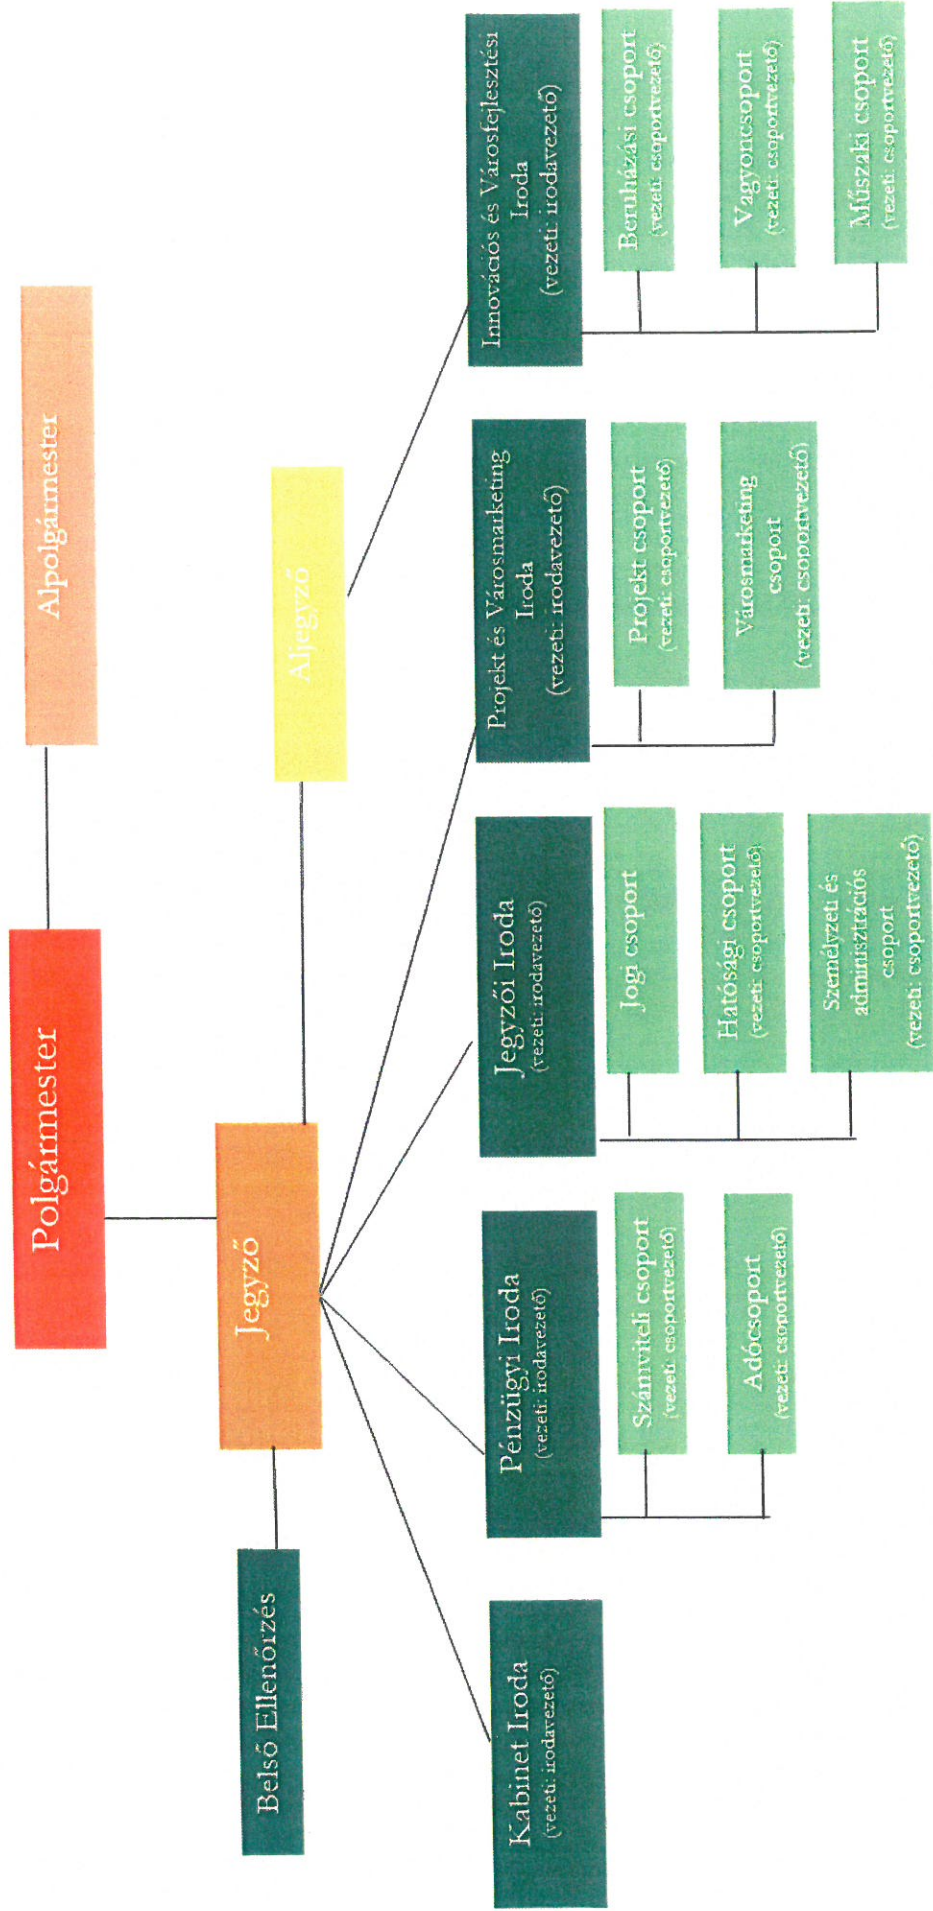 Polgármester
Alpolgármester
Jegyző
Aljegyző
Belső Ellenőrzés
Kabinet Iroda
(vezeti: irodavezető)
Pénzügyi Iroda
(vezeti: irodavezető)
Számviteli csoport
(vezeti: csoportvezető)
Adócsoport
(vezeti: csoportvezető)
Jegyzői Iroda
(vezeti: irodavezető)
Jogi csoport
Hatósági csoport
(vezeti: csoportvezető)
Személyzeti és
adminisztrációs
csoport
(vezeti: csoportvezető)
Projekt és Városmarketing
Iroda
(vezeti: irodavezető)
Projekt csoport
(vezeti: csoportvezető)
Városmarketing
csoport
(vezeti: csoportvezető)
Innovációs és Városfejlesztési
Iroda
(vezeti: irodavezető)
Beruházási csoport
(vezeti: csoportvezető)
Vagyoncsoport
(vezeti: csoportvezető)
Műszaki csoport
(vezeti: csoportvezető)